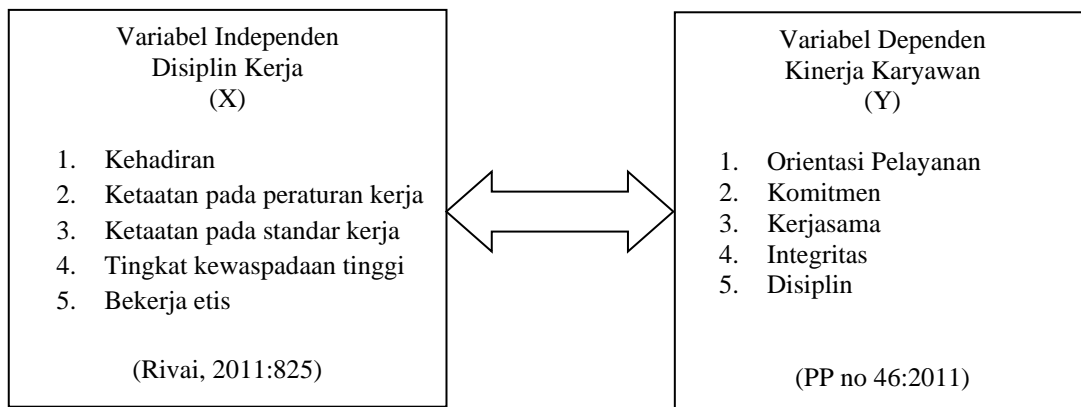 Variabel Independen
Disiplin Kerja
(X)
1. Kehadiran
2. Ketaatan pada peraturan kerja
3. Ketaatan pada standar kerja
4. Tingkat kewaspadaan tinggi
5. Bekerja etis
(Rivai, 2011:825)
Variabel Dependen
Kinerja Karyawan
(Y)
1. Orientasi Pelayanan
2. Komitmen
3. Kerjasama
4. Integritas
5. Disiplin
(PP no 46:2011)